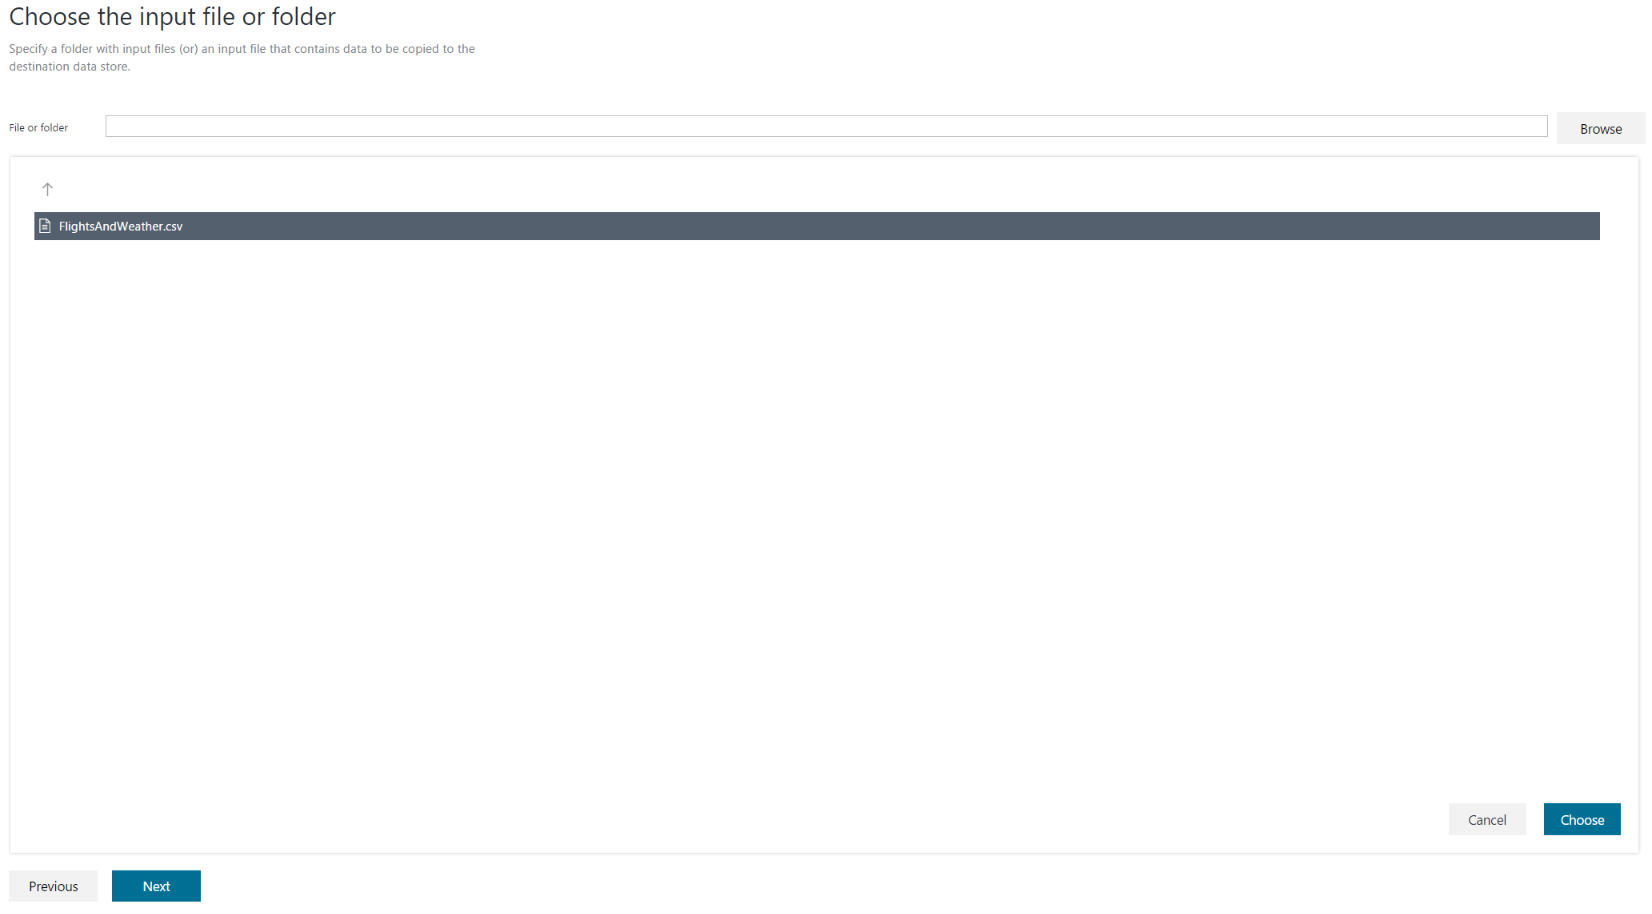 Choose the input file or folder
Specify a folder with input files (or) an input file that contains data to be copied to the
destination data store.
File or folder
Browse
FlightsAndWeather.csv
Cancel
Choose
Previous
Next